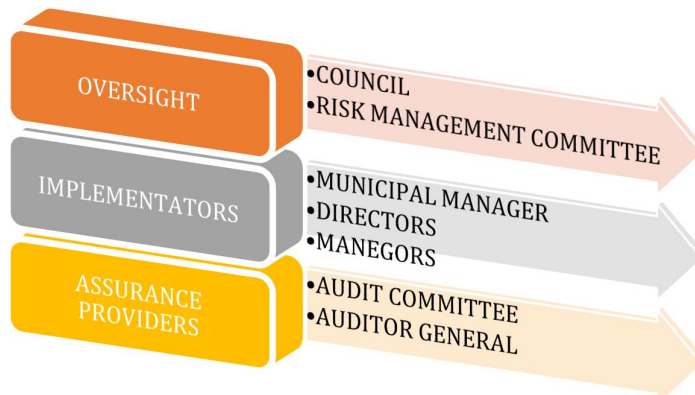 OVERSIGHT
•COUNCIL
•RISK MANAGEMENT COMMITTEE
IMPLEMENTATORS
•MUNICIPAL MANAGER
•DIRECTORS
•MANEGORS
ASSURANCE
PROVIDERS
•AUDIT COMMITTEE
•AUDITOR GENERAL